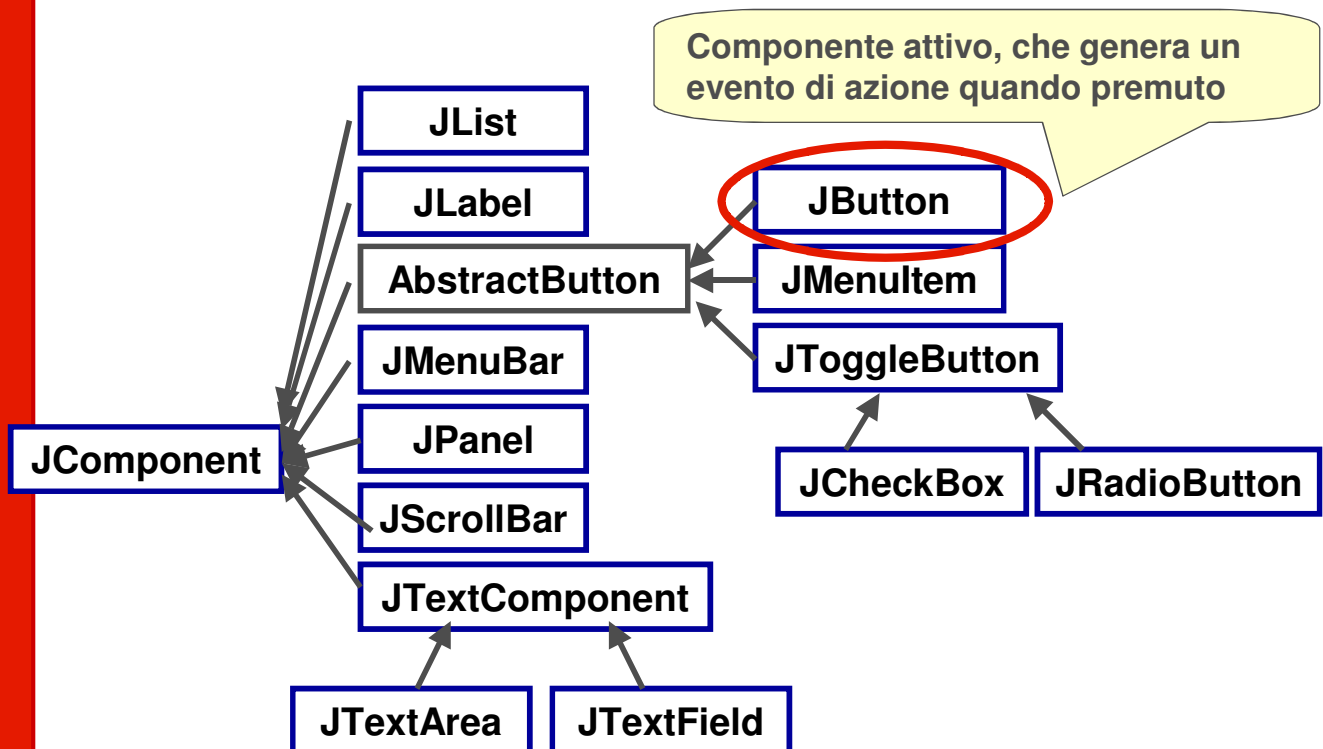 Componente attivo, che genera un
evento di azione quando premuto
JList
JLabel
JButton
AbstractButton
JMenuItem
JMenuBar
JToggleButton
JComponent
JPanel
JCheckBox
JRadioButton
JScrollBar
JTextComponent
JTextArea
JTextField